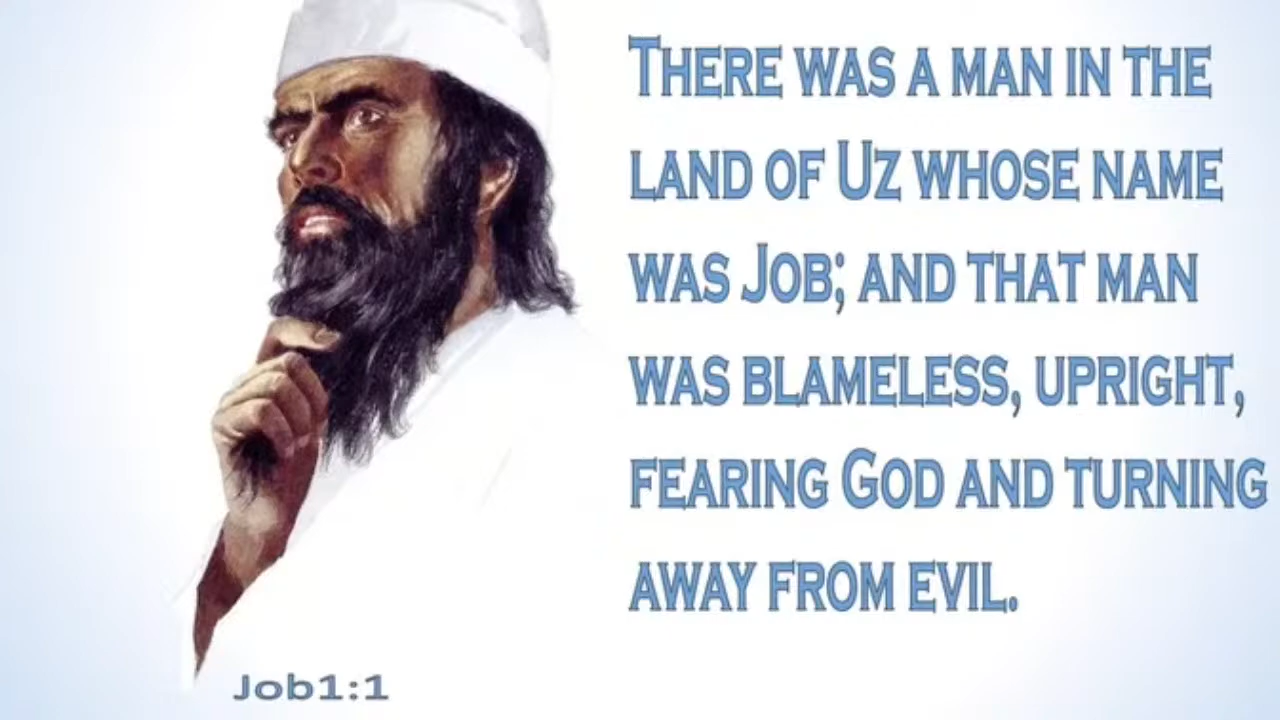 There was a man in the
land of Uz whose name
was Job; and that man
was blameless, upright,
fearing God and turning
away from evil.
Job1:1